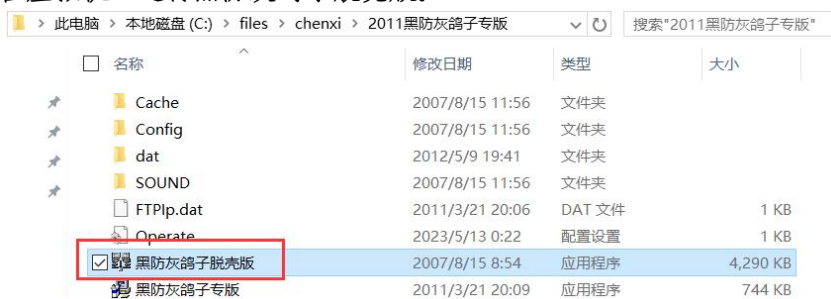 此电脑 > 本地磁盘 (C:) > files > chenxi > 2011黑防灰鸽子专版 搜索"2011黑防灰鸽子专版"
名称 修改日期 类型 大小
Cache 2007/8/15 11:56 文件夹
Config 2007/8/15 11:56 文件夹
dat 2012/5/9 19:41 文件夹
SOUND 2007/8/15 11:56 文件夹
FTPIp.dat 2011/3/21 20:06 DAT 文件 1 KB
Operate 2023/5/13 0:22 配置设置 1 KB
黑防灰鸽子脱壳版 2007/8/15 8:54 应用程序 4,290 KB
黑防灰鸽子专版 2011/3/21 20:09 应用程序 744 KB